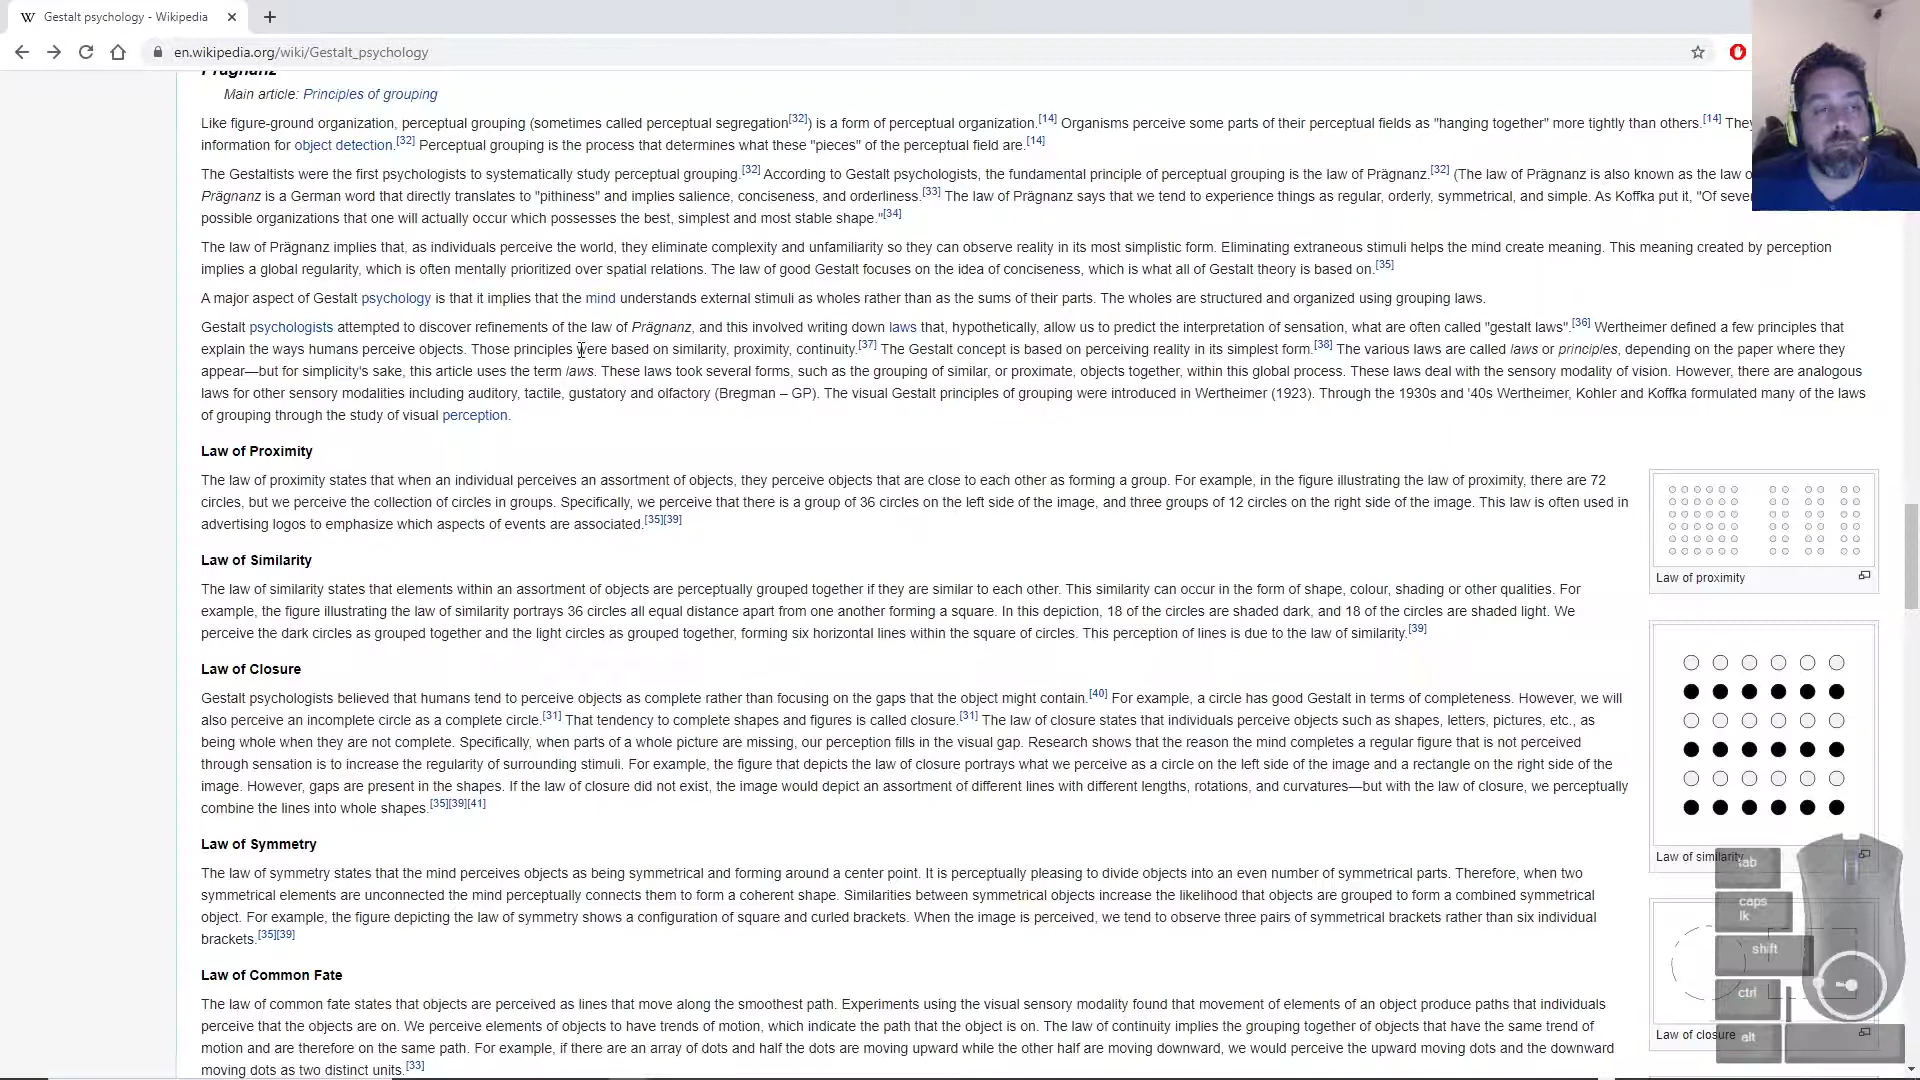 Gestalt psychology - Wikipedia
en.wikipedia.org/wiki/Gestalt_psychology
Prägnanz
Main article: Principles of grouping
Like figure-ground organization, perceptual grouping (sometimes called perceptual segregation[32]) is a form of perceptual organization.[14] Organisms perceive some parts of their perceptual fields as "hanging together" more tightly than others.[14] They
information for object detection.[32] Perceptual grouping is the process that determines what these "pieces" of the perceptual field are.[14]
The Gestaltists were the first psychologists to systematically study perceptual grouping.[32] According to Gestalt psychologists, the fundamental principle of perceptual grouping is the law of Prägnanz.[32] (The law of Prägnanz is also known as the law o
Prägnanz is a German word that directly translates to "pithiness" and implies salience, conciseness, and orderliness.[33] The law of Prägnanz says that we tend to experience things as regular, orderly, symmetrical, and simple. As Koffka put it, "Of seve
possible organizations that one will actually occur which possesses the best, simplest and most stable shape."[34]
The law of Prägnanz implies that, as individuals perceive the world, they eliminate complexity and unfamiliarity so they can observe reality in its most simplistic form. Eliminating extraneous stimuli helps the mind create meaning. This meaning created by perception
implies a global regularity, which is often mentally prioritized over spatial relations. The law of good Gestalt focuses on the idea of conciseness, which is what all of Gestalt theory is based on.[35]
A major aspect of Gestalt psychology is that it implies that the mind understands external stimuli as wholes rather than as the sums of their parts. The wholes are structured and organized using grouping laws.
Gestalt psychologists attempted to discover refinements of the law of Prägnanz, and this involved writing down laws that, hypothetically, allow us to predict the interpretation of sensation, what are often called "gestalt laws".[36] Wertheimer defined a few principles that
explain the ways humans perceive objects. Those principles were based on similarity, proximity, continuity.[37] The Gestalt concept is based on perceiving reality in its simplest form.[38] The various laws are called laws or principles, depending on the paper where they
appear—but for simplicity's sake, this article uses the term laws. These laws took several forms, such as the grouping of similar, or proximate, objects together, within this global process. These laws deal with the sensory modality of vision. However, there are analogous
laws for other sensory modalities including auditory, tactile, gustatory and olfactory (Bregman – GP). The visual Gestalt principles of grouping were introduced in Wertheimer (1923). Through the 1930s and '40s Wertheimer, Kohler and Koffka formulated many of the laws
of grouping through the study of visual perception.
Law of Proximity
The law of proximity states that when an individual perceives an assortment of objects, they perceive objects that are close to each other as forming a group. For example, in the figure illustrating the law of proximity, there are 72
circles, but we perceive the collection of circles in groups. Specifically, we perceive that there is a group of 36 circles on the left side of the image, and three groups of 12 circles on the right side of the image. This law is often used in
advertising logos to emphasize which aspects of events are associated.[35][39]
Law of proximity
Law of Similarity
The law of similarity states that elements within an assortment of objects are perceptually grouped together if they are similar to each other. This similarity can occur in the form of shape, colour, shading or other qualities. For
example, the figure illustrating the law of similarity portrays 36 circles all equal distance apart from one another forming a square. In this depiction, 18 of the circles are shaded dark, and 18 of the circles are shaded light. We
perceive the dark circles as grouped together and the light circles as grouped together, forming six horizontal lines within the square of circles. This perception of lines is due to the law of similarity.[39]
Law of similarity
Law of Closure
Gestalt psychologists believed that humans tend to perceive objects as complete rather than focusing on the gaps that the object might contain.[40] For example, a circle has good Gestalt in terms of completeness. However, we will
also perceive an incomplete circle as a complete circle.[31] That tendency to complete shapes and figures is called closure.[31] The law of closure states that individuals perceive objects such as shapes, letters, pictures, etc., as
being whole when they are not complete. Specifically, when parts of a whole picture are missing, our perception fills in the visual gap. Research shows that the reason the mind completes a regular figure that is not perceived
through sensation is to increase the regularity of surrounding stimuli. For example, the figure that depicts the law of closure portrays what we perceive as a circle on the left side of the image and a rectangle on the right side of the
image. However, gaps are present in the shapes. If the law of closure did not exist, the image would depict an assortment of different lines with different lengths, rotations, and curvatures—but with the law of closure, we perceptually
combine the lines into whole shapes.[35][39][41]
Law of closure
Law of Symmetry
The law of symmetry states that the mind perceives objects as being symmetrical and forming around a center point. It is perceptually pleasing to divide objects into an even number of symmetrical parts. Therefore, when two
symmetrical elements are unconnected the mind perceptually connects them to form a coherent shape. Similarities between symmetrical objects increase the likelihood that objects are grouped to form a combined symmetrical
object. For example, the figure depicting the law of symmetry shows a configuration of square and curled brackets. When the image is perceived, we tend to observe three pairs of symmetrical brackets rather than six individual
brackets.[35][39]
Law of Common Fate
The law of common fate states that objects are perceived as lines that move along the smoothest path. Experiments using the visual sensory modality found that movement of elements of an object produce paths that individuals
perceive that the objects are on. We perceive elements of objects to have trends of motion, which indicate the path that the object is on. The law of continuity implies the grouping together of objects that have the same trend of
motion and are therefore on the same path. For example, if there are an array of dots and half the dots are moving upward while the other half are moving downward, we would perceive the upward moving dots and the downward
moving dots as two distinct units.[33]
tab
caps
lk
shift
ctrl
alt